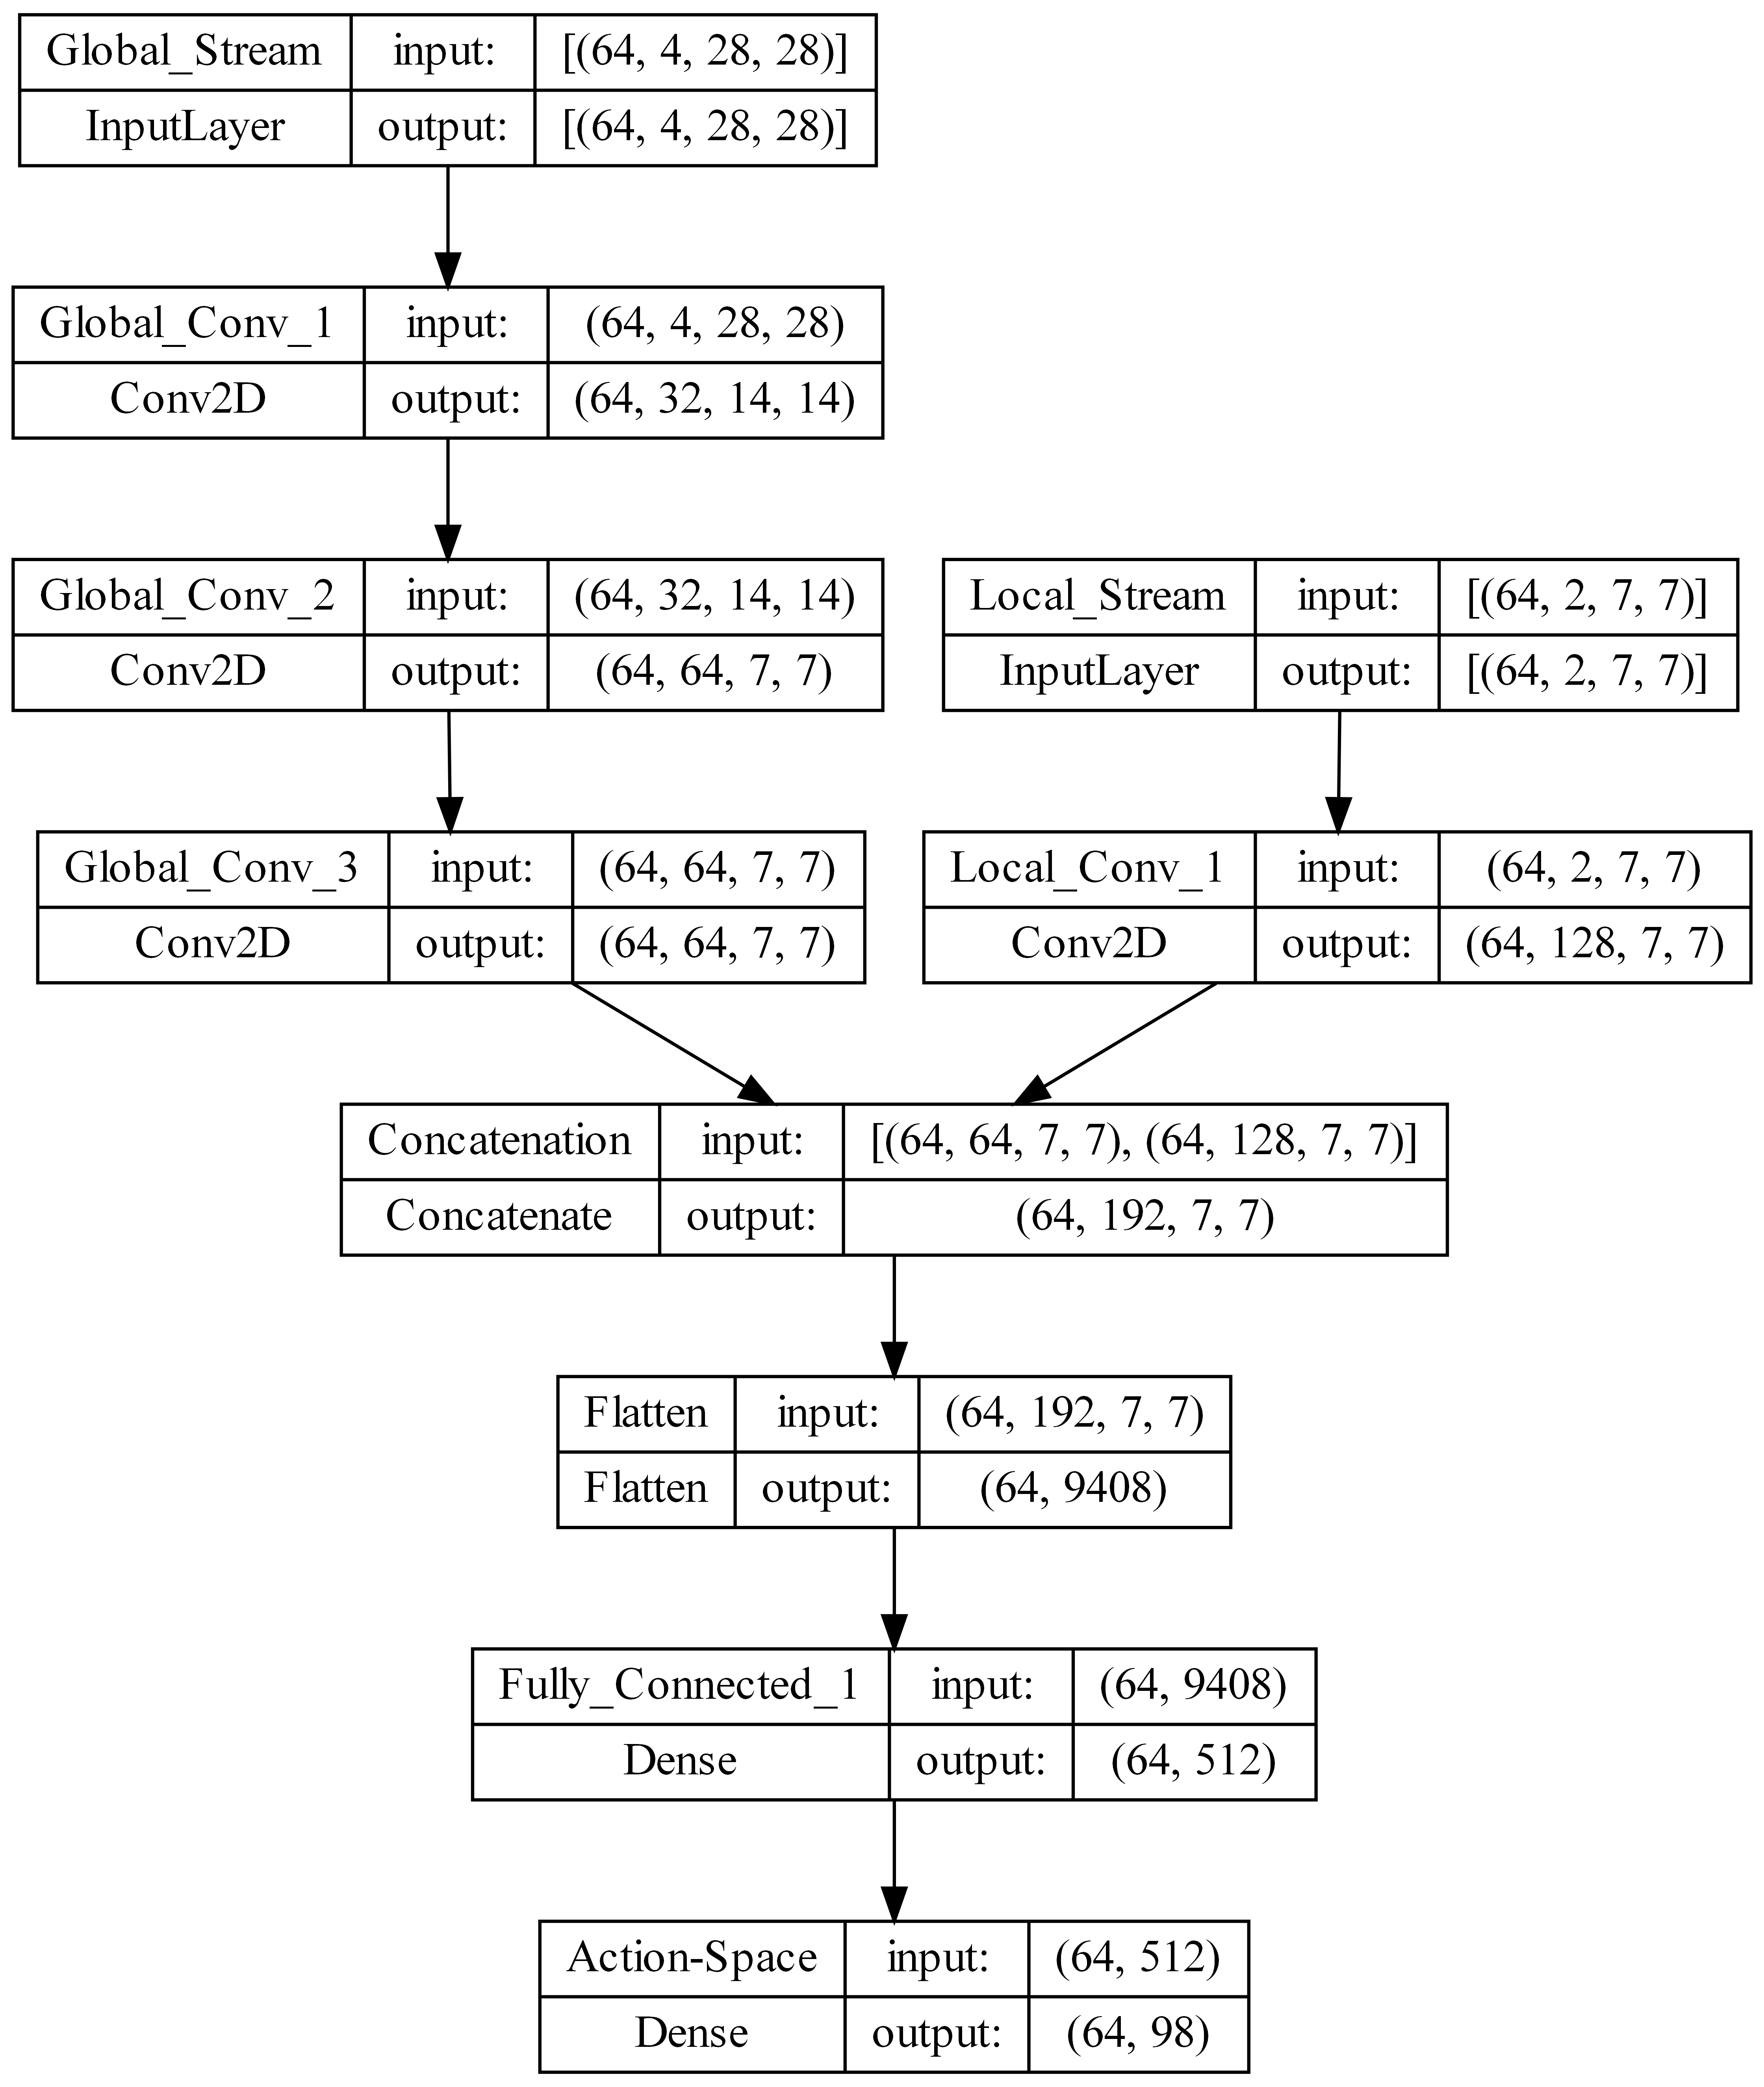 Global_Stream input: [(64, 4, 28, 28)]
InputLayer output: [(64, 4, 28, 28)]
Global_Conv_1 input: (64, 4, 28, 28)
Conv2D output: (64, 32, 14, 14)
Global_Conv_2 input: (64, 32, 14, 14)
Conv2D output: (64, 64, 7, 7)
Local_Stream input: [(64, 2, 7, 7)]
InputLayer output: [(64, 2, 7, 7)]
Global_Conv_3 input: (64, 64, 7, 7)
Conv2D output: (64, 64, 7, 7)
Local_Conv_1 input: (64, 2, 7, 7)
Conv2D output: (64, 128, 7, 7)
Concatenation input: [(64, 64, 7, 7), (64, 128, 7, 7)]
Concatenate output: (64, 192, 7, 7)
Flatten input: (64, 192, 7, 7)
Flatten output: (64, 9408)
Fully_Connected_1 input: (64, 9408)
Dense output: (64, 512)
Action-Space input: (64, 512)
Dense output: (64, 98)